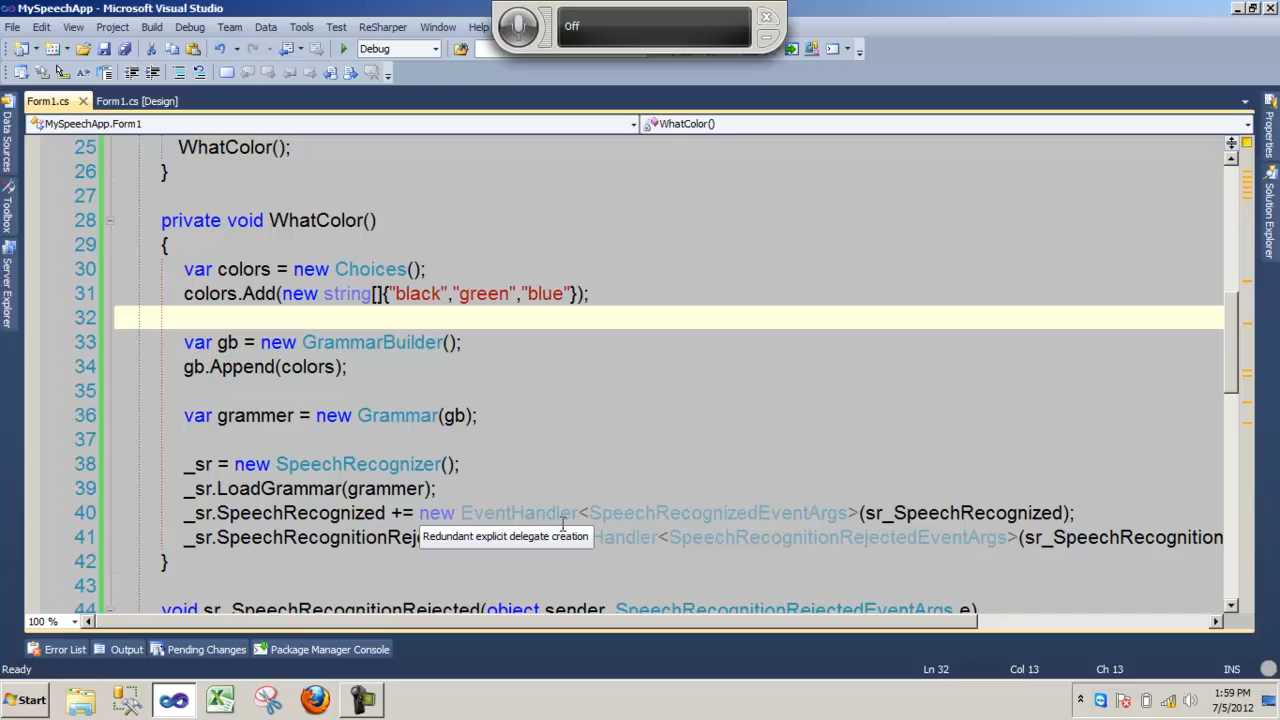 MySpeechApp - Microsoft Visual Studio
Off
File Edit View Project Build Debug Team Data Tools Test ReSharper Window Help
Debug
Form1.cs Form1.cs [Design]
MySpeechApp.Form1 WhatColor()
Data Sources
Toolbox
Server Explorer
Properties
Solution Explorer
25 WhatColor();
26 }
27
28 private void WhatColor()
29 {
30 var colors = new Choices();
31 colors.Add(new string[]{"black","green","blue"});
32
33 var gb = new GrammarBuilder();
34 gb.Append(colors);
35
36 var grammer = new Grammar(gb);
37
38 _sr = new SpeechRecognizer();
39 _sr.LoadGrammar(grammer);
40 _sr.SpeechRecognized += new EventHandler<SpeechRecognizedEventArgs>(sr_SpeechRecognized);
Redundant explicit delegate creation
41 _sr.SpeechRecognitionRej Handler<SpeechRecognitionRejectedEventArgs>(sr_SpeechRecognition
42 }
43
44 void sr_SpeechRecognitionRejected(object sender, SpeechRecognitionRejectedEventArgs e)
100 %
Error List Output Pending Changes Package Manager Console
Ready Ln 32 Col 13 Ch 13 INS
Start 1:59 PM
7/5/2012